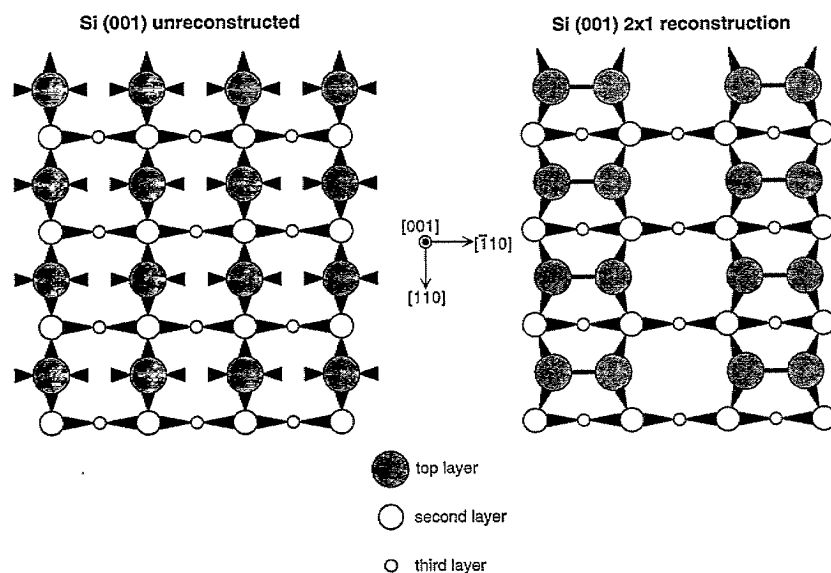 Si (001) unreconstructed
Si (001) 2x1 reconstruction
[001]
[1̄10]
[110]
top layer
second layer
third layer